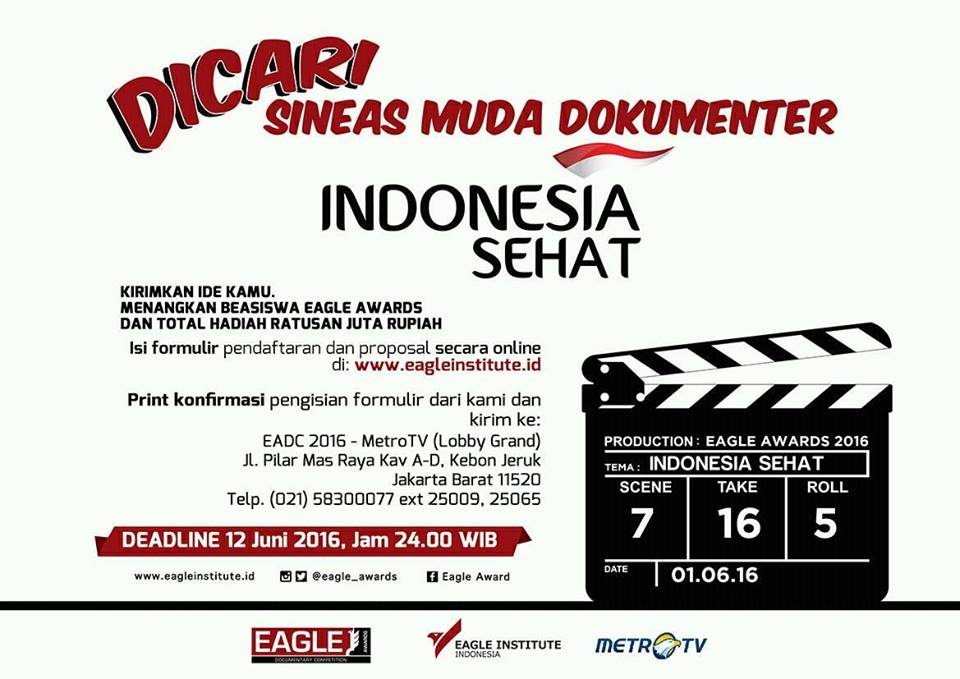 DICARI
SINEAS MUDA DOKUMENTER
INDONESIA
SEHAT
KIRIMKAN IDE KAMU.
MENANGKAN BEASISWA EAGLE AWARDS
DAN TOTAL HADIAH RATUSAN JUTA RUPIAH
Isi formulir pendaftaran dan proposal secara online
di: www.eagleinstitute.id
Print konfirmasi pengisian formulir dari kami dan
kirim ke:
EADC 2016 - MetroTV (Lobby Grand)
Jl. Pilar Mas Raya Kav A-D, Kebon Jeruk
Jakarta Barat 11520
Telp. (021) 58300077 ext 25009, 25065
DEADLINE 12 Juni 2016, Jam 24.00 WIB
www.eagleinstitute.id @eagle_awards Eagle Award
PRODUCTION : EAGLE AWARDS 2016
TEMA : INDONESIA SEHAT
SCENE TAKE ROLL
7 16 5
DATE 01.06.16
EAGLE AWARDS
DOCUMENTARY COMPETITION
EAGLE INSTITUTE
INDONESIA
METRO TV